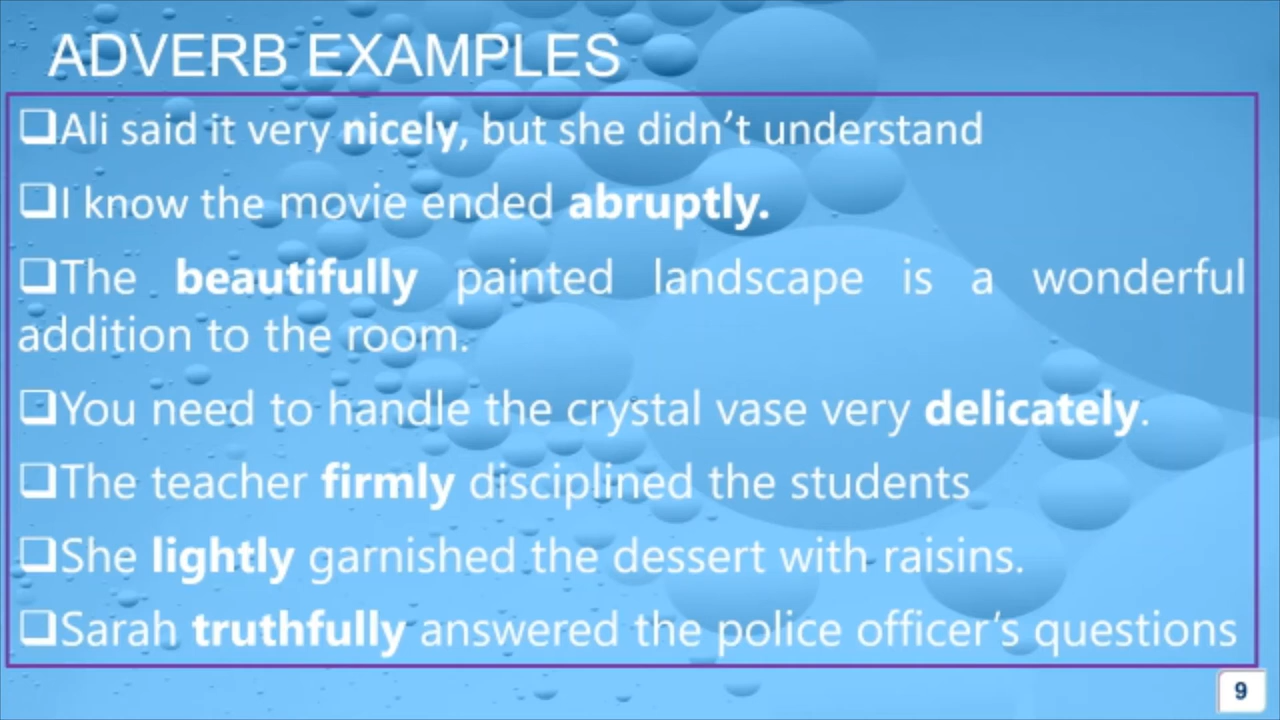 ADVERB EXAMPLES
❑Ali said it very nicely, but she didn’t understand
❑I know the movie ended abruptly.
❑The beautifully painted landscape is a wonderful
addition to the room.
❑You need to handle the crystal vase very delicately.
❑The teacher firmly disciplined the students
❑She lightly garnished the dessert with raisins.
❑Sarah truthfully answered the police officer’s questions
9